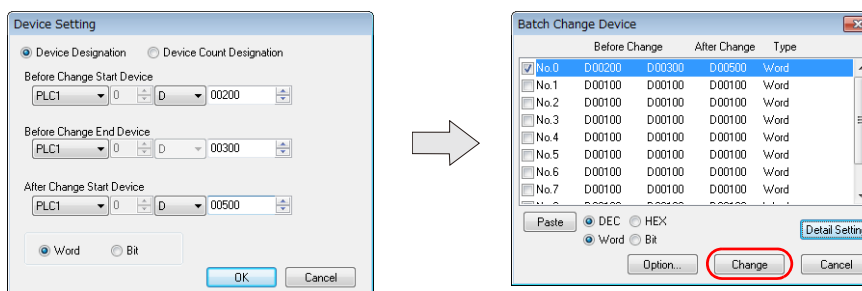 Device Setting
Device Designation Device Count Designation
Before Change Start Device
PLC1 0 D 00200
Before Change End Device
PLC1 0 D 00300
After Change Start Device
PLC1 0 D 00500
Word Bit
OK Cancel
Batch Change Device
Before Change After Change Type
No.0 D00200 D00300 D00500 Word
No.1 D00100 D00100 D00100 Word
No.2 D00100 D00100 D00100 Word
No.3 D00100 D00100 D00100 Word
No.4 D00100 D00100 D00100 Word
No.5 D00100 D00100 D00100 Word
No.6 D00100 D00100 D00100 Word
No.7 D00100 D00100 D00100 Word
Paste DEC HEX
Word Bit
Detail Setting
Option... Change Cancel